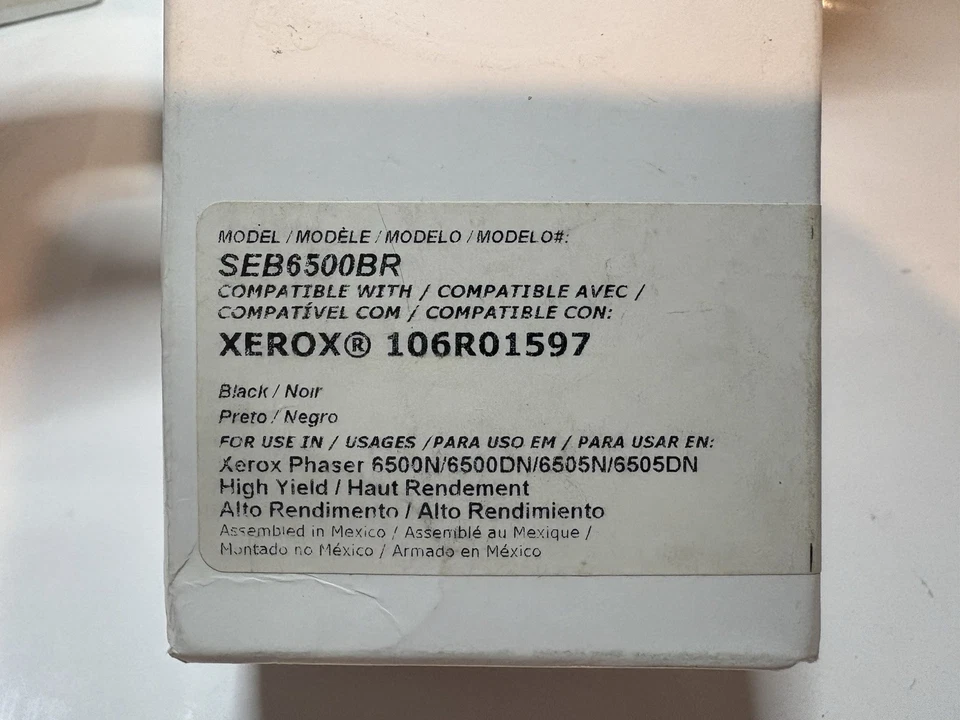 MODEL / MODÈLE / MODELO / MODELO#:
SEB6500BR
COMPATIBLE WITH / COMPATIBLE AVEC /
COMPATÍVEL COM / COMPATIBLE CON:
XEROX® 106R01597
Black / Noir
Preto / Negro
FOR USE IN / USAGES /PARA USO EM / PARA USAR EN:
Xerox Phaser 6500N/6500DN/6505N/6505DN
High Yield / Haut Rendement
Alto Rendimento / Alto Rendimiento
Assembled in Mexico / Assemblé au Mexique /
Montado no México / Armado en México